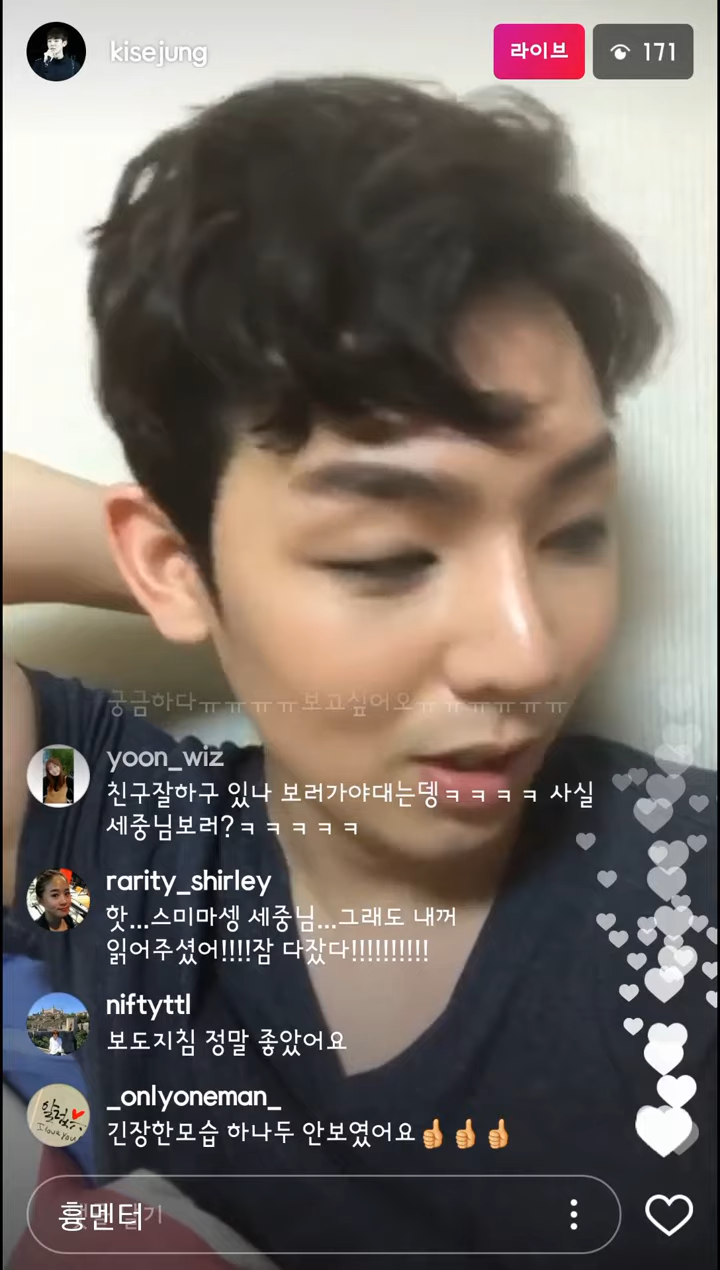 kisejung
라이브
171
궁금하다ㅠㅠㅠㅠ보고싶어오ㅠㅠㅠㅠㅠㅠ
yoon_wiz
친구잘하구 있나 보러가야대는뎅ㅋㅋㅋㅋ 사실
세중님보러?ㅋㅋㅋㅋㅋ
rarity_shirley
핫...스미마셍 세중님...그래도 내꺼
읽어주셨어!!!!잠 다잤다!!!!!!!!!!
niftyttl
보도지침 정말 좋았어요
_onlyoneman_
긴장한모습 하나두 안보였어요👍👍👍
흥멘터